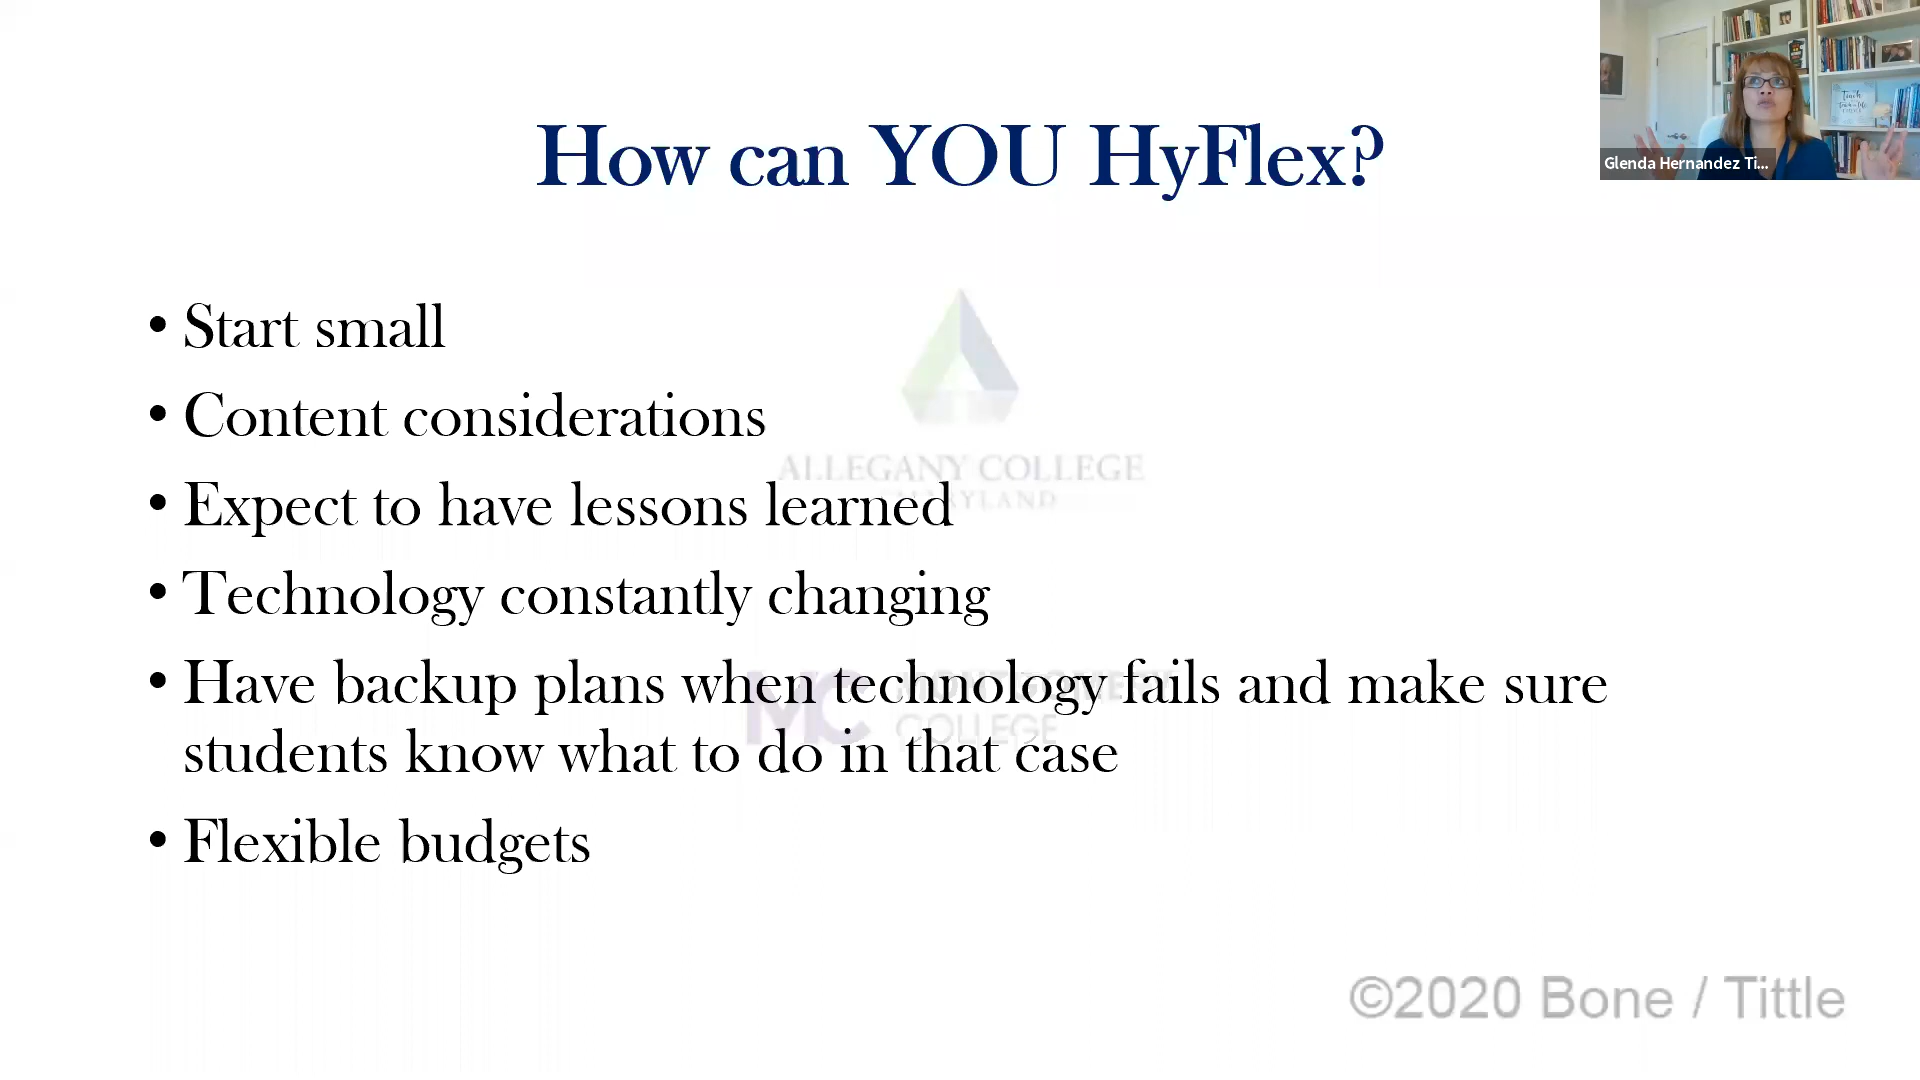 How can YOU HyFlex?
Glenda Hernandez Ti...
• Start small
• Content considerations
ALLEGANY COLLEGE
• Expect to have lessons learned
• Technology constantly changing
• Have backup plans when technology fails and make sure
MC
COLLEGE
students know what to do in that case
• Flexible budgets
©2020 Bone / Tittle